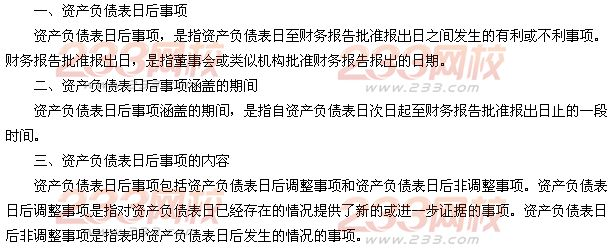 一、资产负债表日后事项
资产负债表日后事项，是指资产负债表日至财务报告批准报出日之间发生的有利或不利事项。
财务报告批准报出日，是指董事会或类似机构批准财务报告报出的日期。
二、资产负债表日后事项涵盖的期间
资产负债表日后事项涵盖的期间，是指自资产负债表日次日起至财务报告批准报出日止的一段
时间。
三、资产负债表日后事项的内容
资产负债表日后事项包括资产负债表日后调整事项和资产负债表日后非调整事项。资产负债表
日后调整事项是指对资产负债表日已经存在的情况提供了新的或进一步证据的事项。资产负债表日
后非调整事项是指表明资产负债表日后发生的情况的事项。